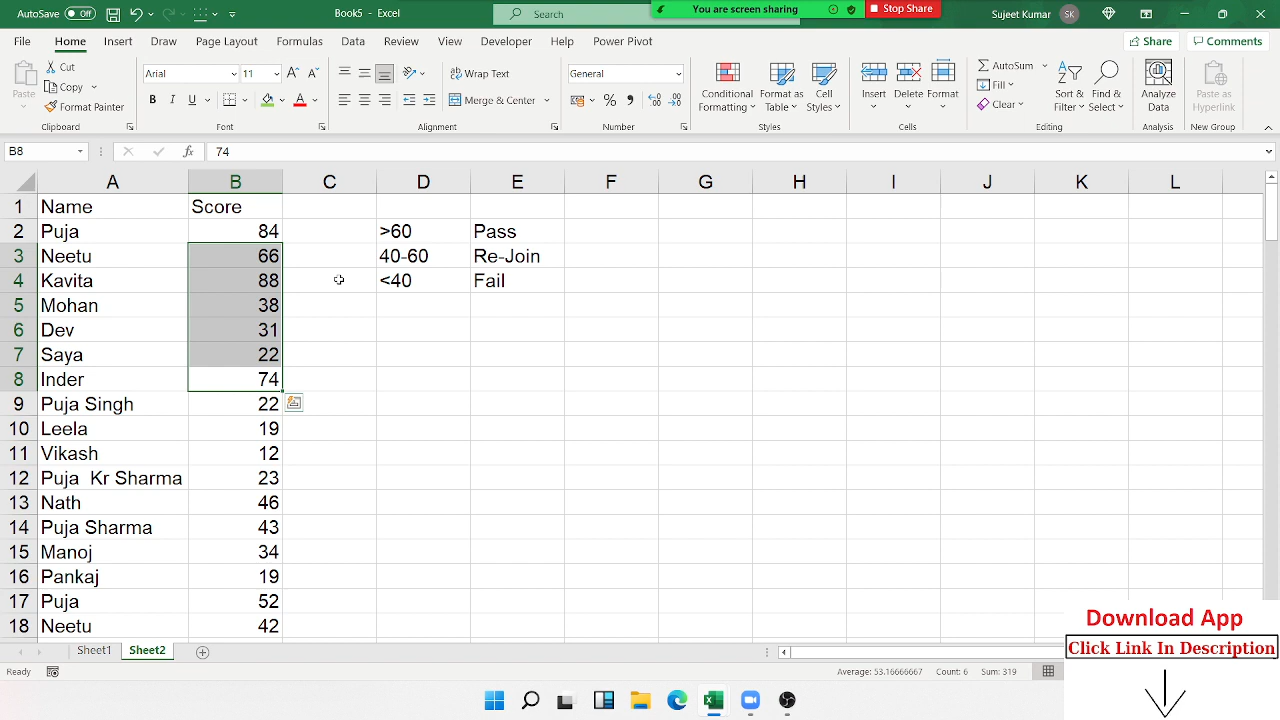 AutoSave Off Book5 - Excel Search You are screen sharing Stop Share Sujeet Kumar SK
File Home Insert Draw Page Layout Formulas Data Review View Developer Help Power Pivot Share Comments
Paste Cut Copy Format Painter Clipboard
Arial 11 B I U A Font
Wrap Text Merge & Center Alignment
General % Number
Conditional Formatting Format as Table Cell Styles Styles
Insert Delete Format Cells
AutoSum Fill Clear Sort & Filter Find & Select Editing
Analyze Data Analysis
Paste as Hyperlink New Group
B8 fx 74
A B C D E F G H I J K L
1 Name Score
2 Puja 84 >60 Pass
3 Neetu 66 40-60 Re-Join
4 Kavita 88 <40 Fail
5 Mohan 38
6 Dev 31
7 Saya 22
8 Inder 74
9 Puja Singh 22
10 Leela 19
11 Vikash 12
12 Puja  Kr Sharma 23
13 Nath 46
14 Puja Sharma 43
15 Manoj 34
16 Pankaj 19
17 Puja 52
18 Neetu 42
Download App
Click Link In Description
Sheet1 Sheet2
Ready Average: 53.16666667 Count: 6 Sum: 319